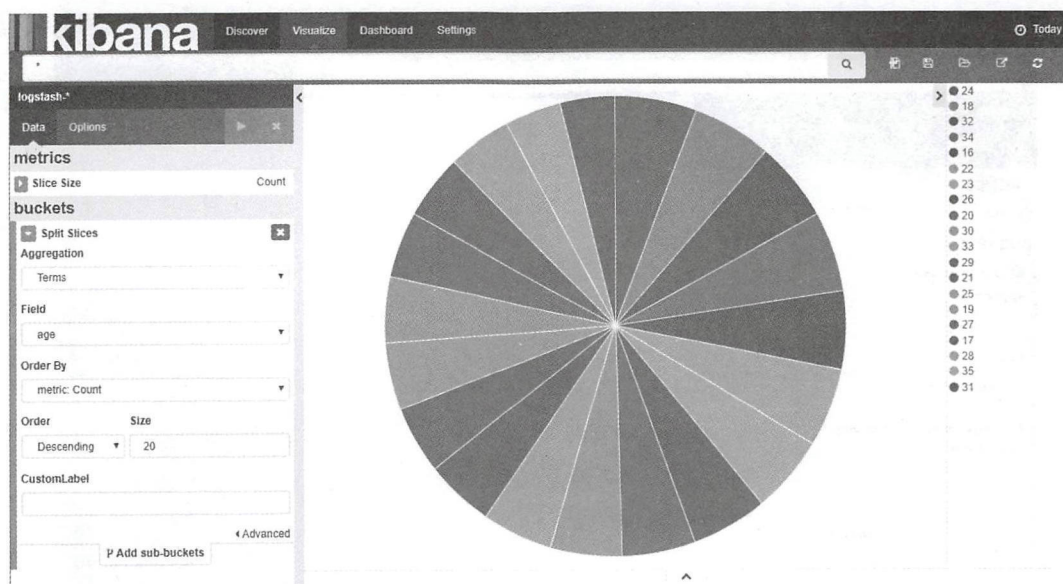 kibana Discover Visualize Dashboard Settings Today
*
logstash-*
Data Options
metrics
Slice Size Count
buckets
Split Slices
Aggregation
Terms
Field
age
Order By
metric: Count
Order Size
Descending 20
CustomLabel
Advanced
Add sub-buckets
24
18
32
34
16
22
23
26
20
30
33
29
21
25
19
27
17
28
35
31